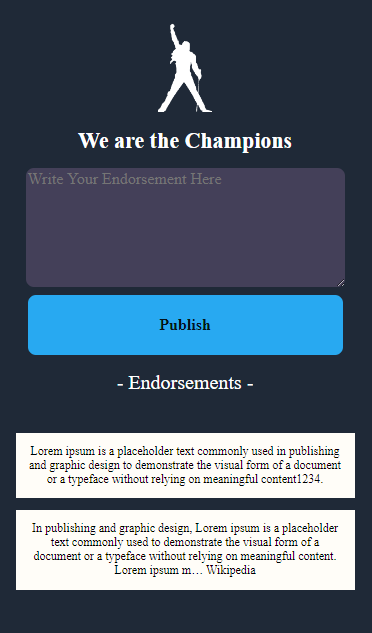 We are the Champions
Write Your Endorsement Here
Publish
- Endorsements -
Lorem ipsum is a placeholder text commonly used in publishing
and graphic design to demonstrate the visual form of a document
or a typeface without relying on meaningful content1234.
In publishing and graphic design, Lorem ipsum is a placeholder
text commonly used to demonstrate the visual form of a
document or a typeface without relying on meaningful content.
Lorem ipsum m… Wikipedia